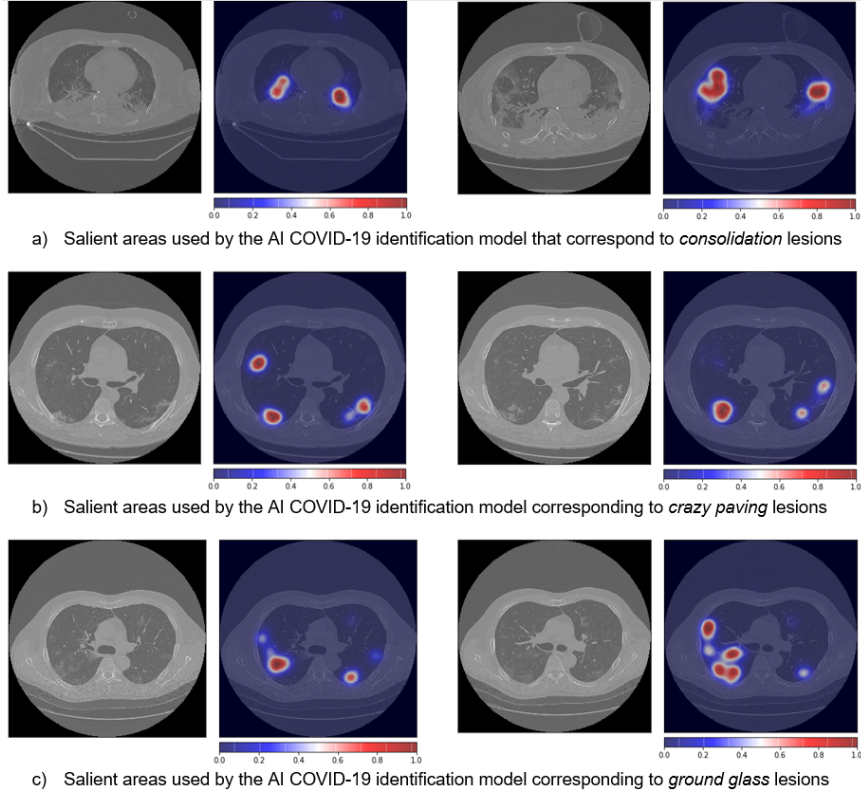 0.0 0.2 0.4 0.6 0.8 1.0 0.0 0.2 0.4 0.6 0.8 1.0
a) Salient areas used by the AI COVID-19 identification model that correspond to consolidation lesions
0.0 0.2 0.4 0.6 0.8 1.0 0.0 0.2 0.4 0.6 0.8 1.0
b) Salient areas used by the AI COVID-19 identification model corresponding to crazy paving lesions
0.0 0.2 0.4 0.6 0.8 1.0 0.0 0.2 0.4 0.6 0.8 1.0
c) Salient areas used by the AI COVID-19 identification model corresponding to ground glass lesions